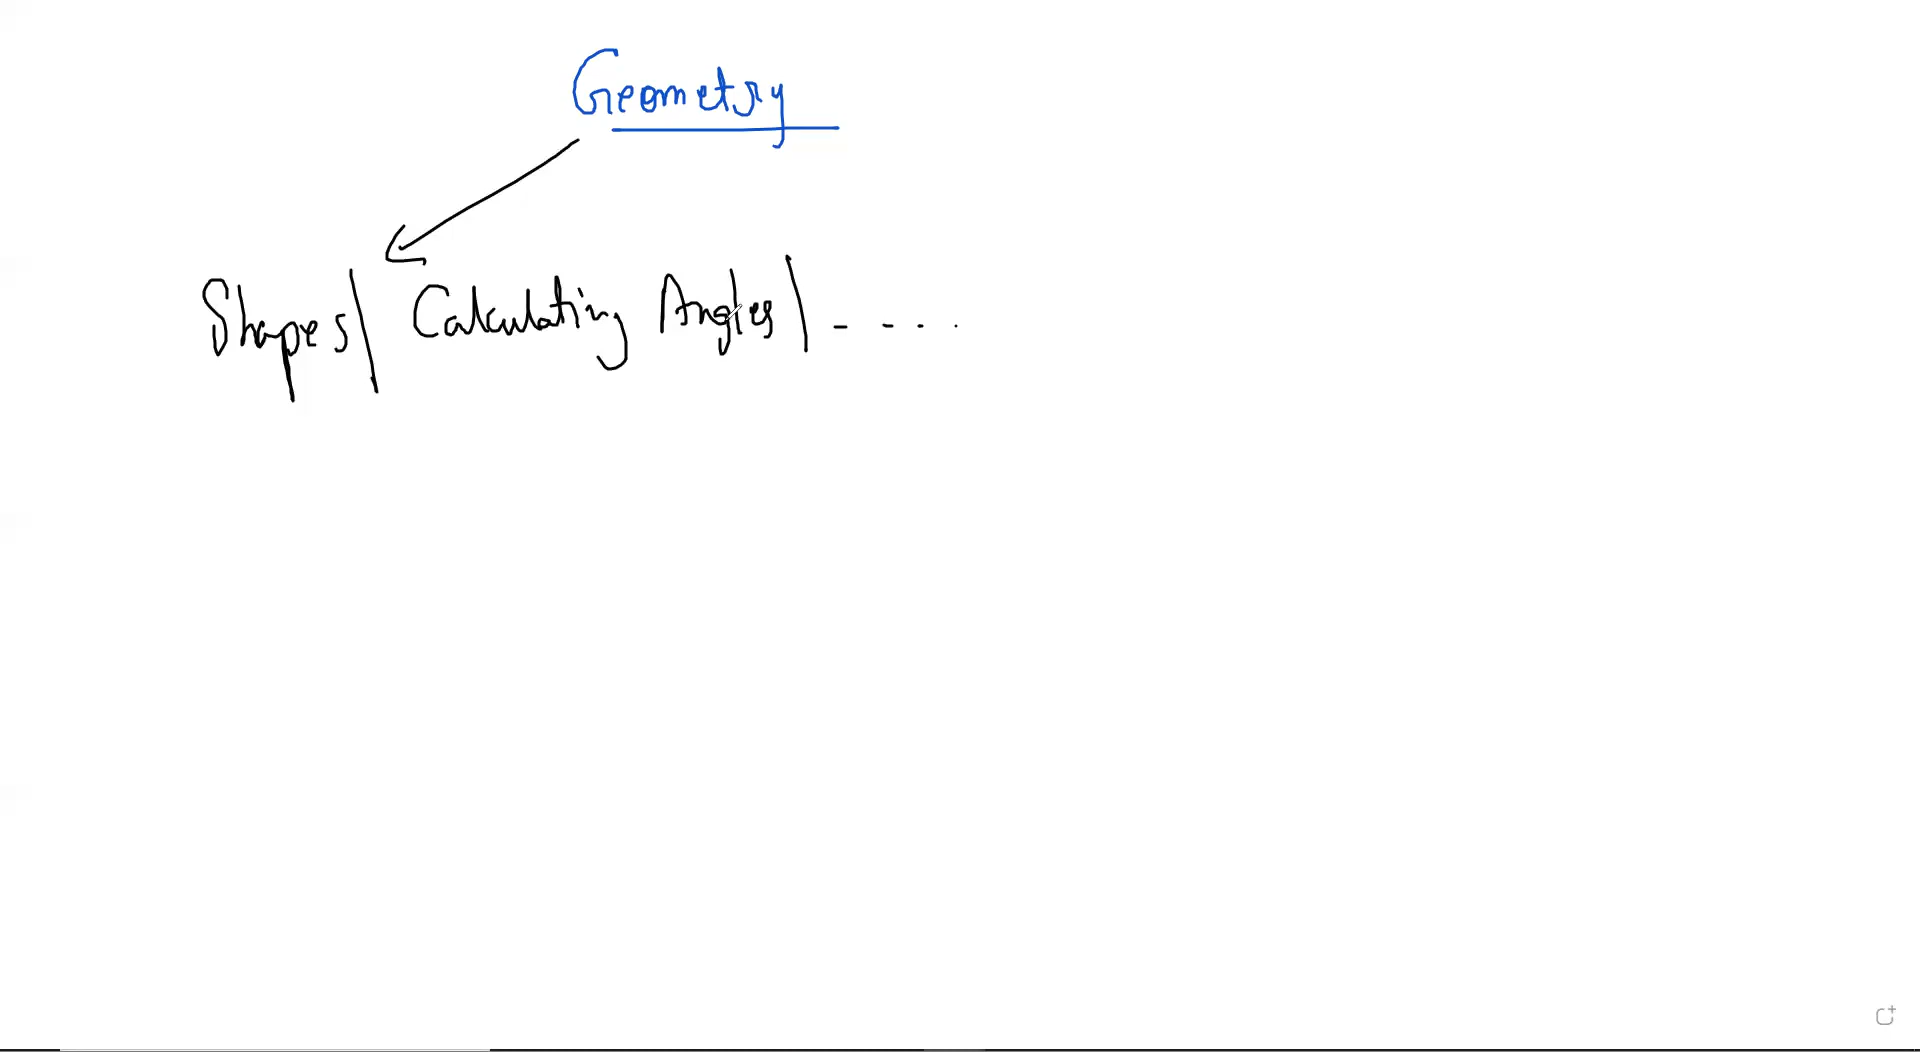 Geometry
Shapes/ Calculating Angles/ - - - .